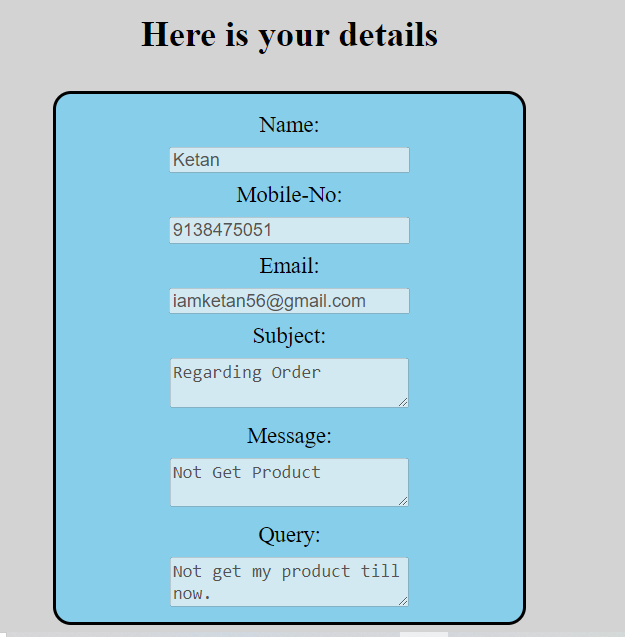 Here is your details
Name:
Ketan
Mobile-No:
9138475051
Email:
iamketan56@gmail.com
Subject:
Regarding Order
Message:
Not Get Product
Query:
Not get my product till
now.